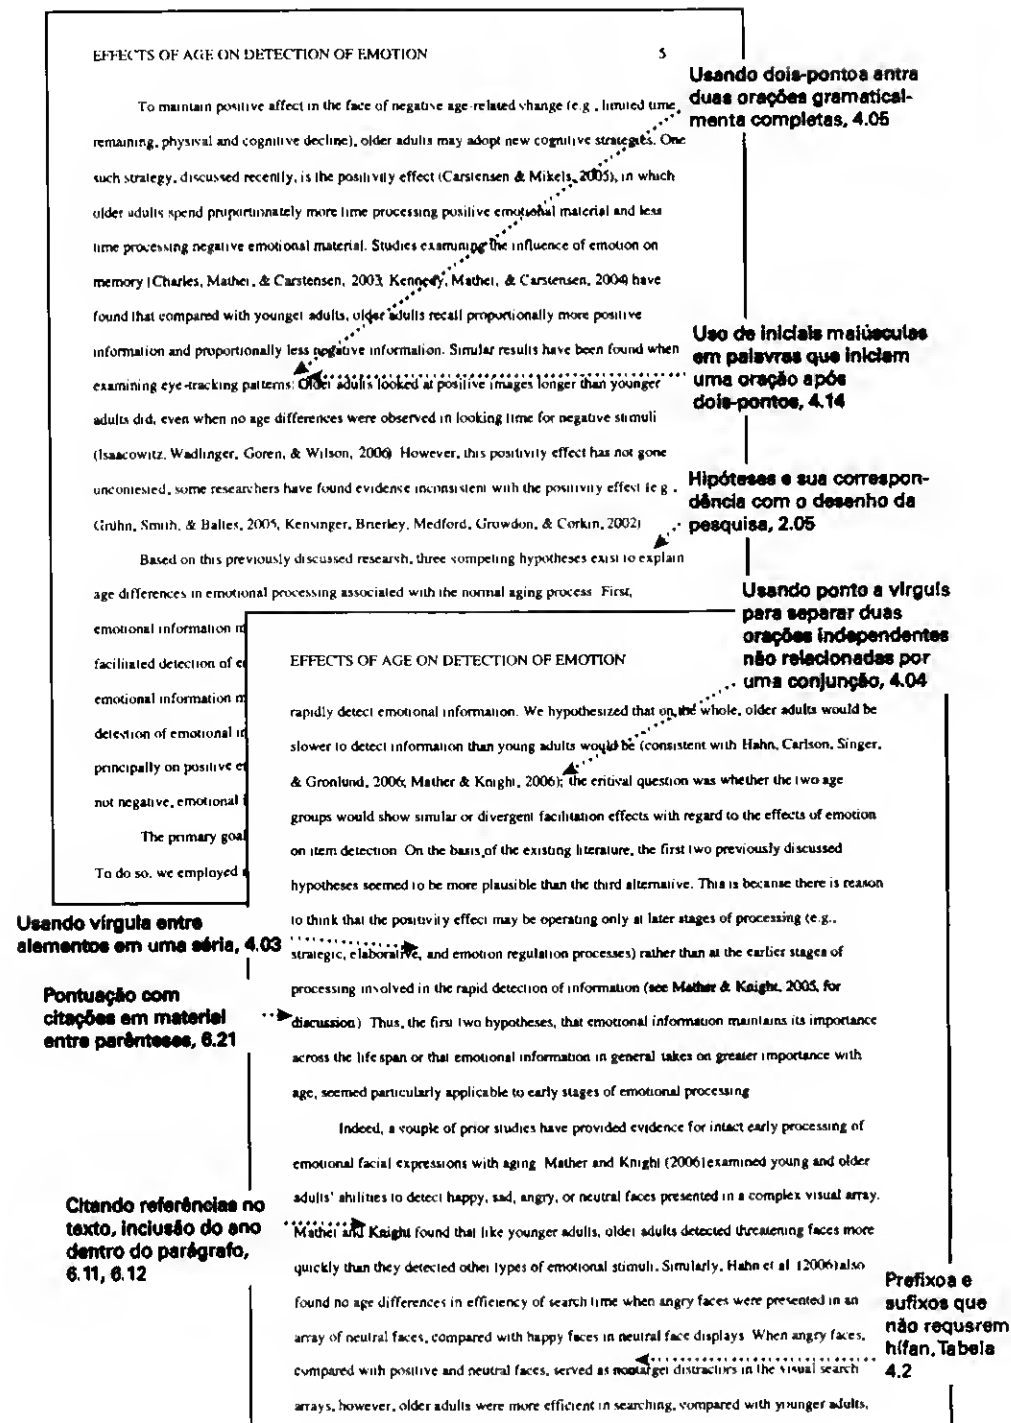 EFFECTS OF AGE ON DETECTION OF EMOTION 5
To maintain positive affect in the face of negative age-related change (e.g., limited time
remaining, physical and cognitive decline), older adults may adopt new cognitive strategies. One
such strategy, discussed recently, is the positivity effect (Carstensen & Mikels, 2005), in which
older adults spend proportionately more time processing positive emotional material and less
time processing negative emotional material. Studies examining the influence of emotion on
memory (Charles, Mather, & Carstensen, 2003; Kennedy, Mather, & Carstensen, 2004) have
found that compared with younger adults, older adults recall proportionally more positive
information and proportionally less negative information. Similar results have been found when
examining eye-tracking patterns: Older adults looked at positive images longer than younger
adults did, even when no age differences were observed in looking time for negative stimuli
(Isaacowitz, Wadlinger, Goren, & Wilson, 2006) However, this positivity effect has not gone
uncontested, some researchers have found evidence inconsistent with the positivity effect (e g .
Grühn, Smith, & Baltes, 2005, Kensinger, Brierley, Medford, Growdon, & Corkin, 2002)
Based on this previously discussed research, three competing hypotheses exist to explain
age differences in emotional processing associated with the normal aging process First,
emotional information m
facilitated detection of e
emotional information m
detection of emotional i
principally on positive e
not negative, emotional i
The primary goal
To do so. we employed
Usando dois-pontoa antra
duas orações gramatical-
menta completas, 4.05
Uso de iniciais maiúsculas
em palavras que iniciam
uma oração após
dois-pontos, 4.14
Hipóteses e sua correspon-
dência com o desenho da
pesquisa, 2.05
Usando ponto a vírguls
para separar duas
orações independentes
não relacionadas por
uma conjunção, 4.04
EFFECTS OF AGE ON DETECTION OF EMOTION
rapidly detect emotional information. We hypothesized that on the whole, older adults would be
slower to detect information than young adults would be (consistent with Hahn, Carlson, Singer,
& Gronlund, 2006; Mather & Knight, 2006); the critical question was whether the two age
groups would show similar or divergent facilitation effects with regard to the effects of emotion
on item detection On the basis of the existing literature, the first two previously discussed
hypotheses seemed to be more plausible than the third alternative. This is because there is reason
to think that the positivity effect may be operating only at later stages of processing (e.g.,
strategic, elaborative, and emotion regulation processes) rather than at the earlier stages of
processing involved in the rapid detection of information (see Mather & Knight, 2005, for
discussion) Thus, the first two hypotheses, that emotional information maintains its importance
across the life span or that emotional information in general takes on greater importance with
age, seemed particularly applicable to early stages of emotional processing
Indeed, a couple of prior studies have provided evidence for intact early processing of
emotional facial expressions with aging Mather and Knight (2006) examined young and older
adults' abilities to detect happy, sad, angry, or neutral faces presented in a complex visual array.
Mather and Knight found that like younger adults, older adults detected threatening faces more
quickly than they detected other types of emotional stimuli. Similarly, Hahn et al (2006) also
found no age differences in efficiency of search time when angry faces were presented in an
array of neutral faces, compared with happy faces in neutral face displays When angry faces,
compared with positive and neutral faces, served as nontarget distractors in the visual search
arrays, however, older adults were more efficient in searching, compared with younger adults,
Usando vírgula entre
alementos em uma séria, 4.03
Pontuação com
citações em material
entre parênteses, 6.21
Citando referências no
texto, inclusão do ano
dentro do parágrafo,
6.11, 6.12
Prefixoa e
sufixos que
não requsrem
hífan, Tabela
4.2